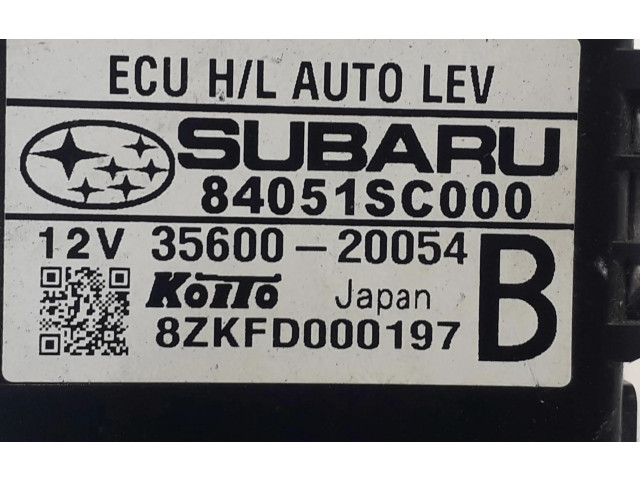 ECU H/L AUTO LEV
SUBARU
84051SC000
12V 35600-20054
KOITO Japan B
8ZKFD000197